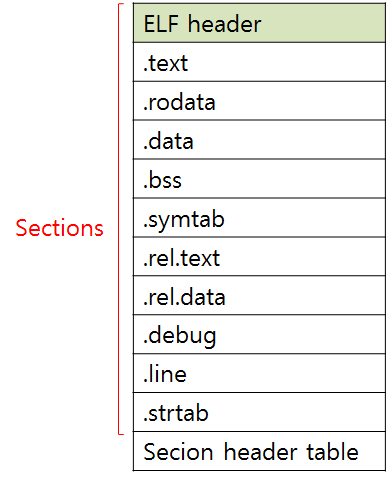 ELF header
.text
.rodata
.data
.bss
Sections
.symtab
.rel.text
.rel.data
.debug
.line
.strtab
Secion header table